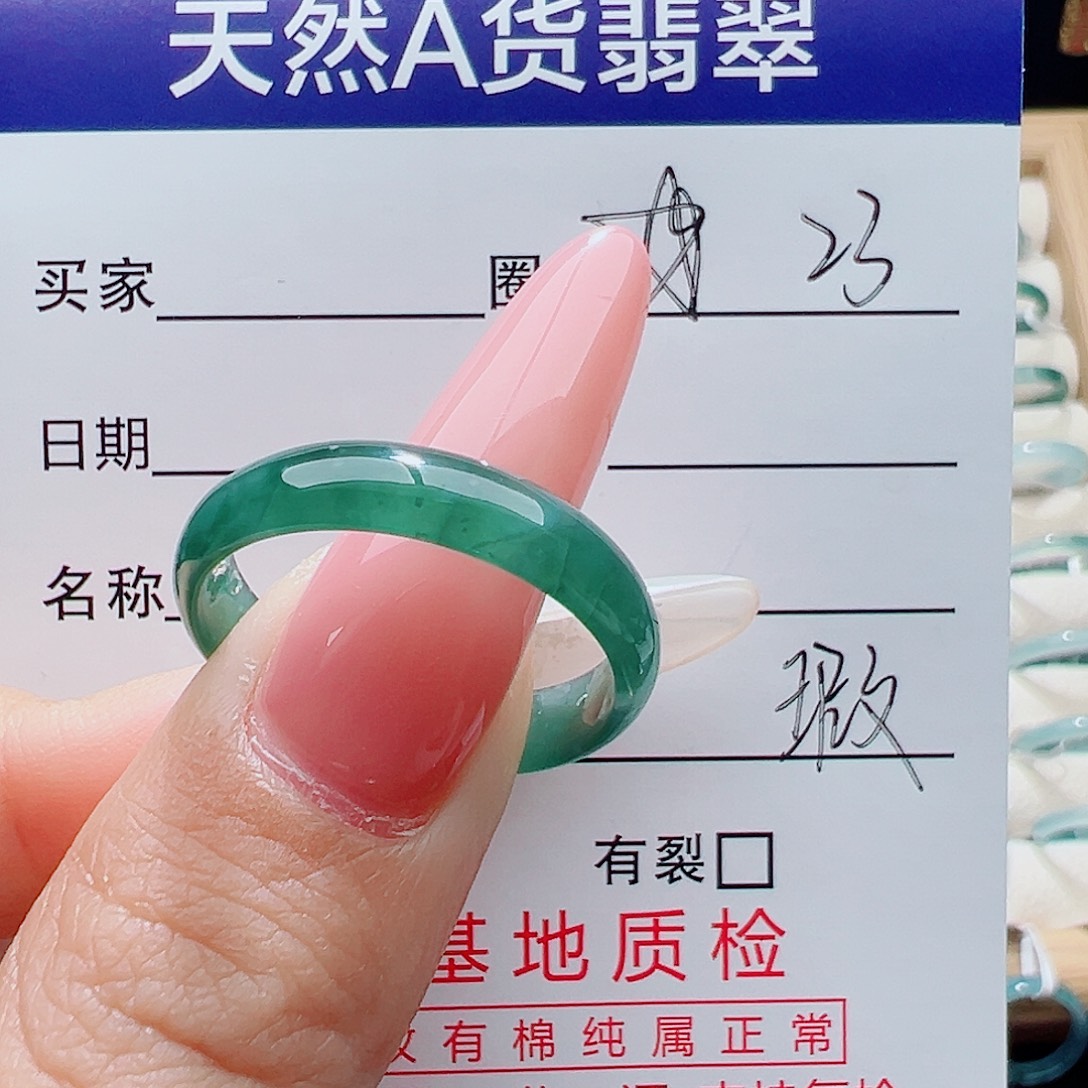 天然A货翡翠
买家 圈
日期
名称
瑕
有裂
基地质检
有棉纯属正常